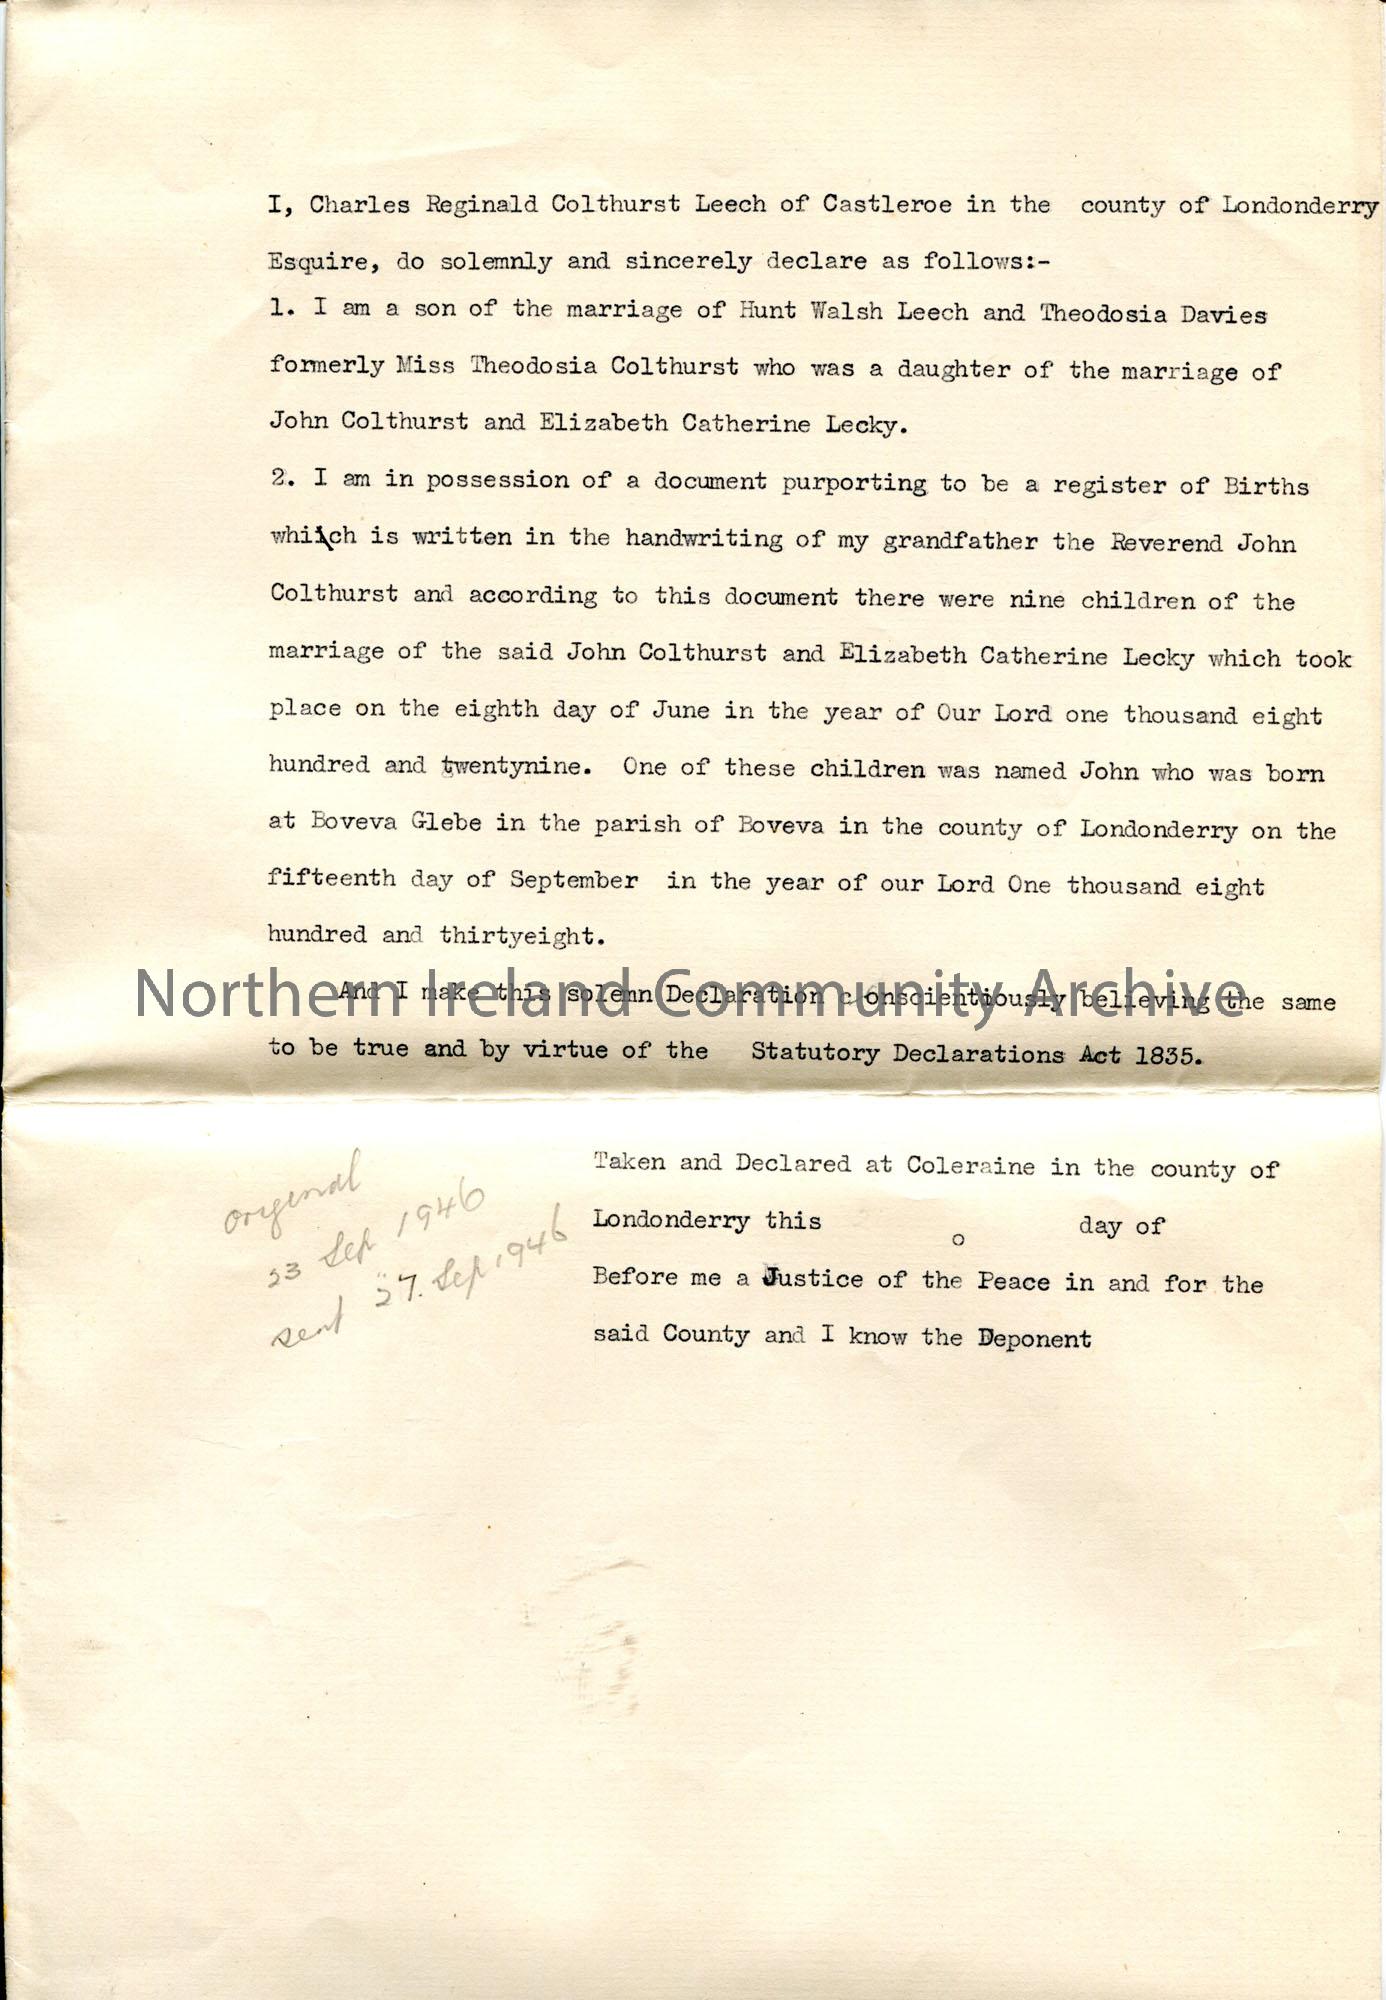 I, Charles Reginald Colthurst Leech of Castleroe in the county of Londonderry
Esquire, do solemnly and sincerely declare as follows:-
1. I am a son of the marriage of Hunt Walsh Leech and Theodosia Davies
formerly Miss Theodosia Colthurst who was a daughter of the marriage of
John Colthurst and Elizabeth Catherine Lecky.
2. I am in possession of a document purporting to be a register of Births
whiich is written in the handwriting of my grandfather the Reverend John
Colthurst and according to this document there were nine children of the
marriage of the said John Colthurst and Elizabeth Catherine Lecky which took
place on the eighth day of June in the year of Our Lord one thousand eight
hundred and twentynine. One of these children was named John who was born
at Boveva Glebe in the parish of Boveva in the county of Londonderry on the
fifteenth day of September in the year of our Lord One thousand eight
hundred and thirtyeight.
Northern Ireland Community Archive
And I make this solemn Declaration conscientiously believing the same
to be true and by virtue of the Statutory Declarations Act 1835.
Taken and Declared at Coleraine in the county of
Londonderry this o day of
Before me a Justice of the Peace in and for the
said County and I know the Deponent
original
23 Sep 1946
sent 27. Sep 1946